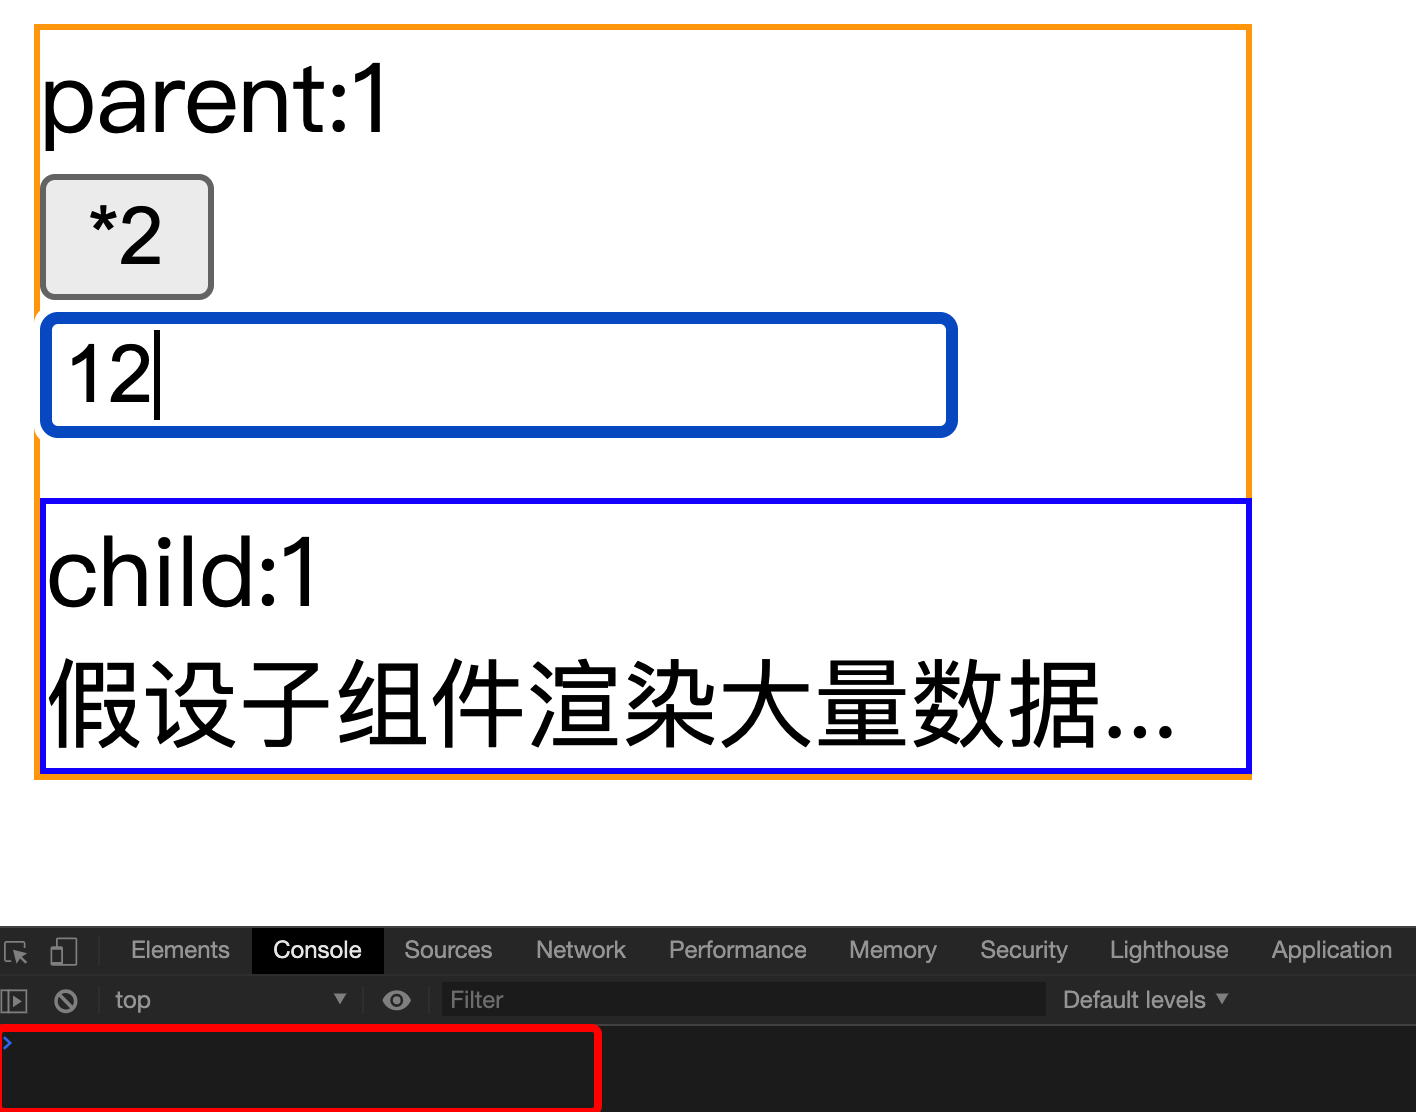 parent:1
*2
12
child:1
假设子组件渲染大量数据...
Elements Console Sources Network Performance Memory Security Lighthouse Application
top Filter Default levels